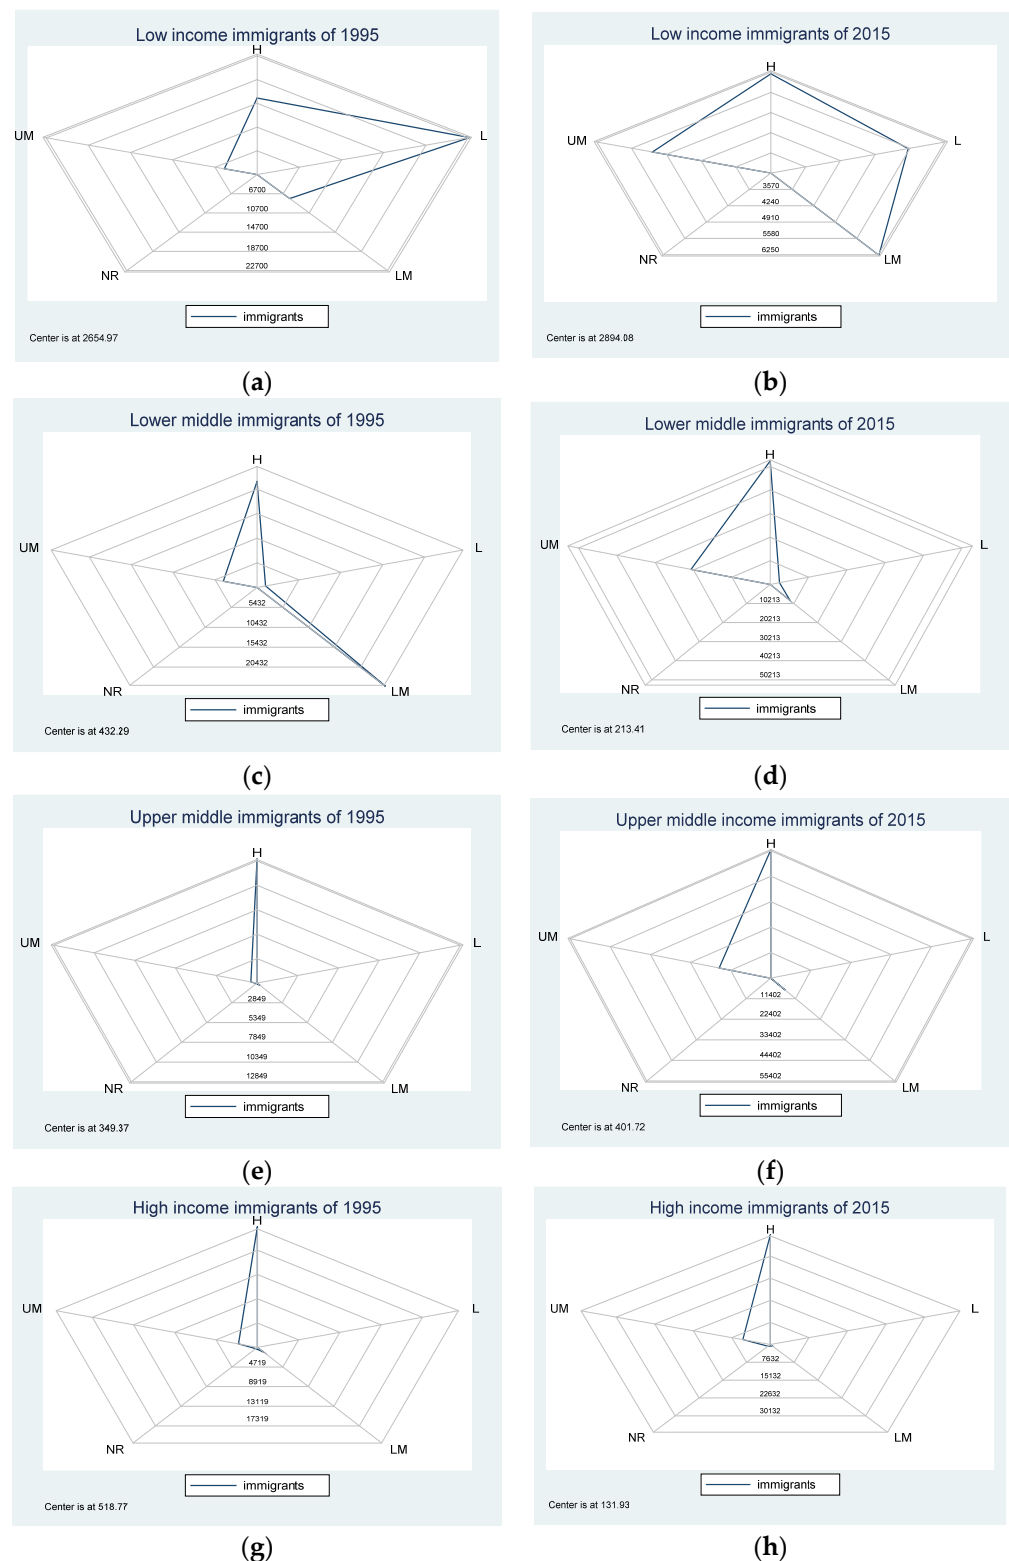 Low income immigrants of 1995
H
UM
L
6700
10700
14700
18700
22700
NR
LM
immigrants
Center is at 2654.97
(a)
Low income immigrants of 2015
H
UM
L
3570
4240
4910
5580
6250
NR
LM
immigrants
Center is at 2894.08
(b)
Lower middle immigrants of 1995
H
UM
L
5432
10432
15432
20432
NR
LM
immigrants
Center is at 432.29
(c)
Lower middle immigrants of 2015
H
UM
L
10213
20213
30213
40213
50213
NR
LM
immigrants
Center is at 213.41
(d)
Upper middle immigrants of 1995
H
UM
L
2849
5349
7849
10349
12849
NR
LM
immigrants
Center is at 349.37
(e)
Upper middle income immigrants of 2015
H
UM
L
11402
22402
33402
44402
55402
NR
LM
immigrants
Center is at 401.72
(f)
High income immigrants of 1995
H
UM
L
4719
8919
13119
17319
NR
LM
immigrants
Center is at 518.77
(g)
High income immigrants of 2015
H
UM
L
7632
15132
22632
30132
NR
LM
immigrants
Center is at 131.93
(h)